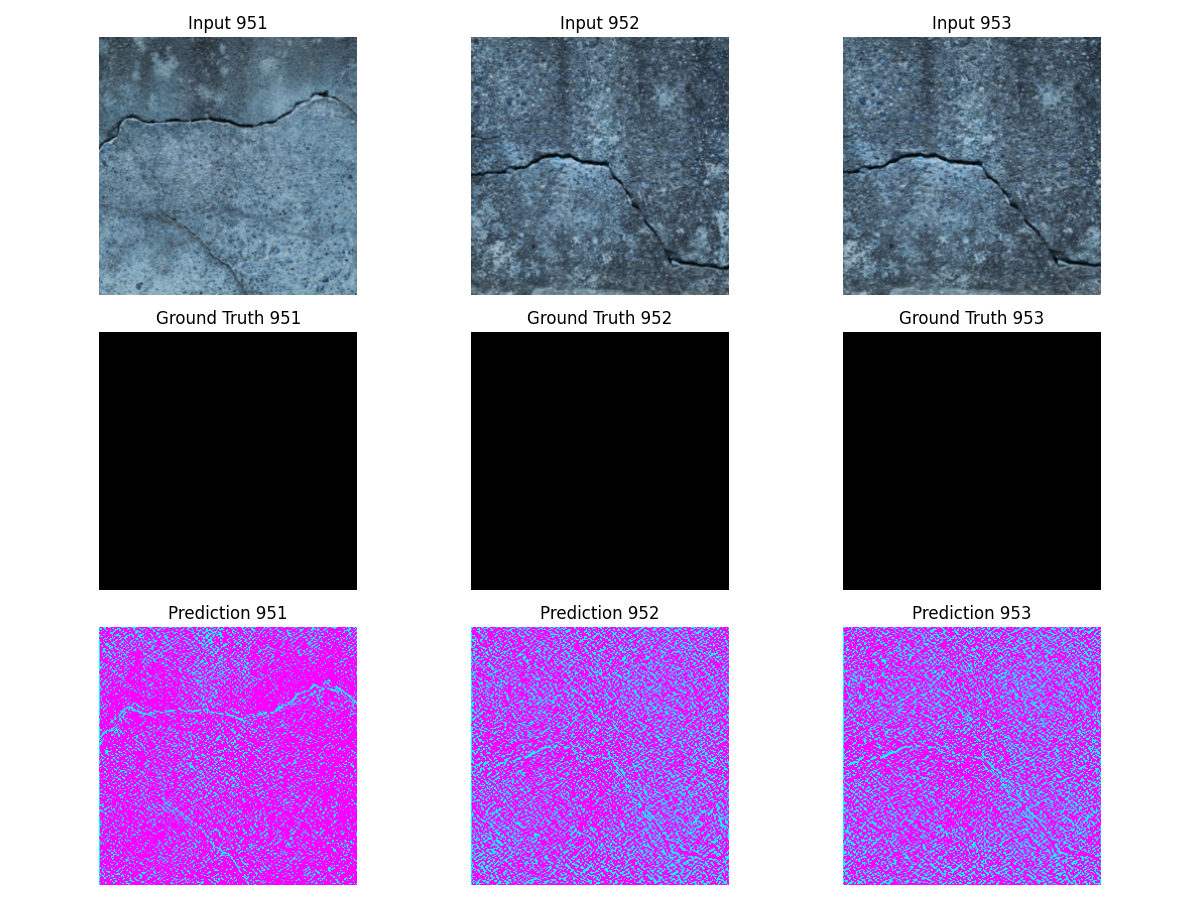 Input 951
Input 952
Input 953
Ground Truth 951
Ground Truth 952
Ground Truth 953
Prediction 951
Prediction 952
Prediction 953